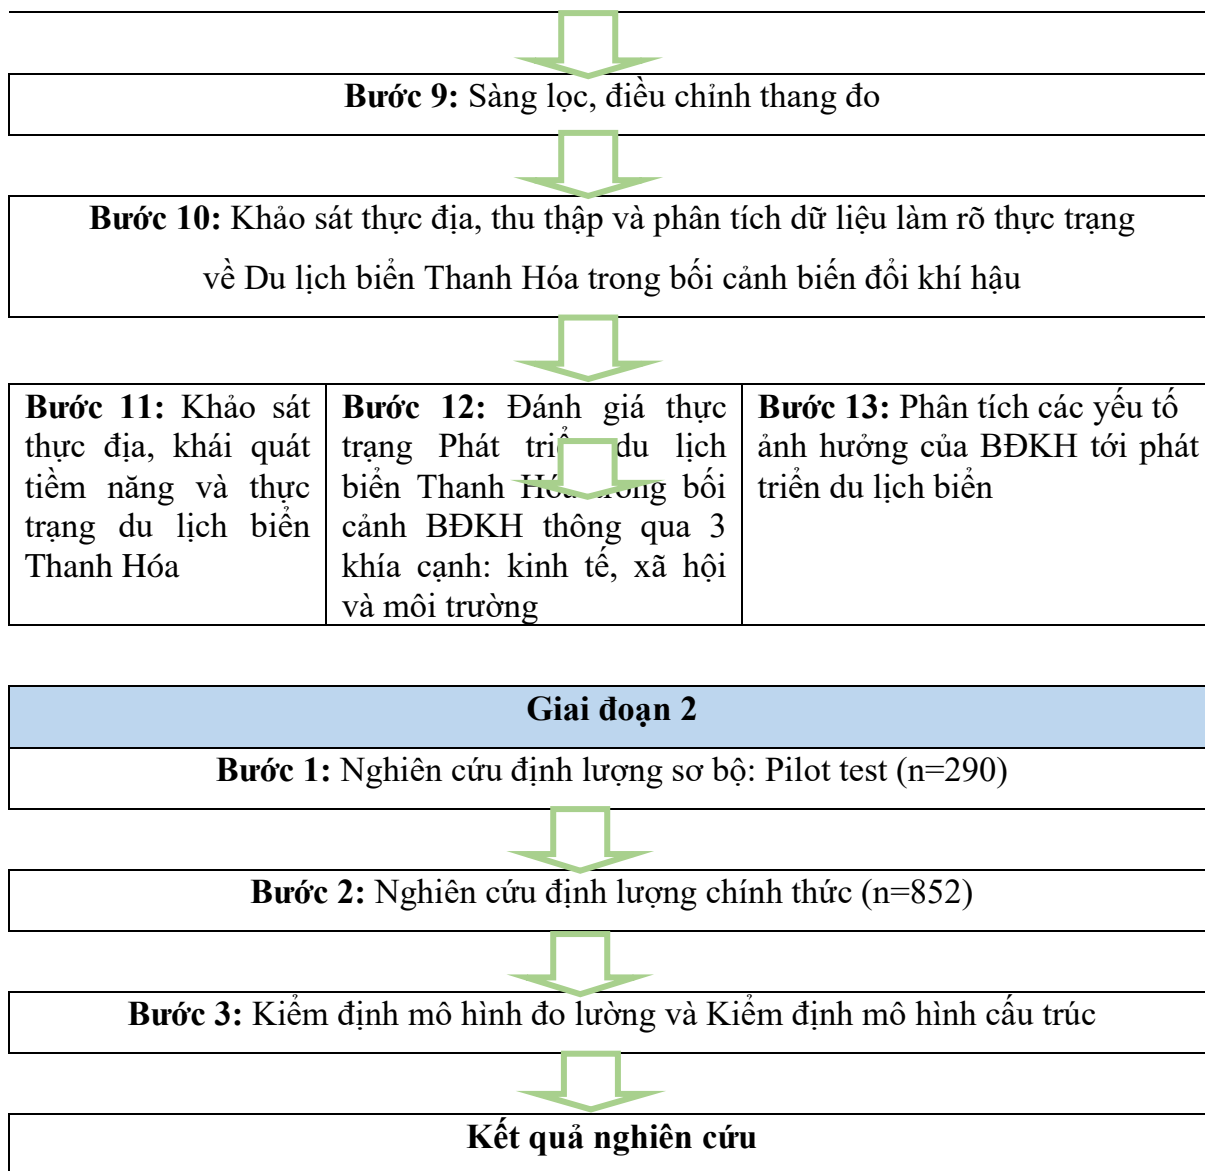 Bước 9: Sàng lọc, điều chỉnh thang đo
Bước 10: Khảo sát thực địa, thu thập và phân tích dữ liệu làm rõ thực trạng
về Du lịch biển Thanh Hóa trong bối cảnh biến đổi khí hậu
Bước 11: Khảo sát
thực địa, khái quát
tiềm năng và thực
trạng du lịch biển
Thanh Hóa
Bước 12: Đánh giá thực
trạng Phát triển du lịch
biển Thanh Hóa trong bối
cảnh BĐKH thông qua 3
khía cạnh: kinh tế, xã hội
và môi trường
Bước 13: Phân tích các yếu tố
ảnh hưởng của BĐKH tới phát
triển du lịch biển
Giai đoạn 2
Bước 1: Nghiên cứu định lượng sơ bộ: Pilot test (n=290)
Bước 2: Nghiên cứu định lượng chính thức (n=852)
Bước 3: Kiểm định mô hình đo lường và Kiểm định mô hình cấu trúc
Kết quả nghiên cứu